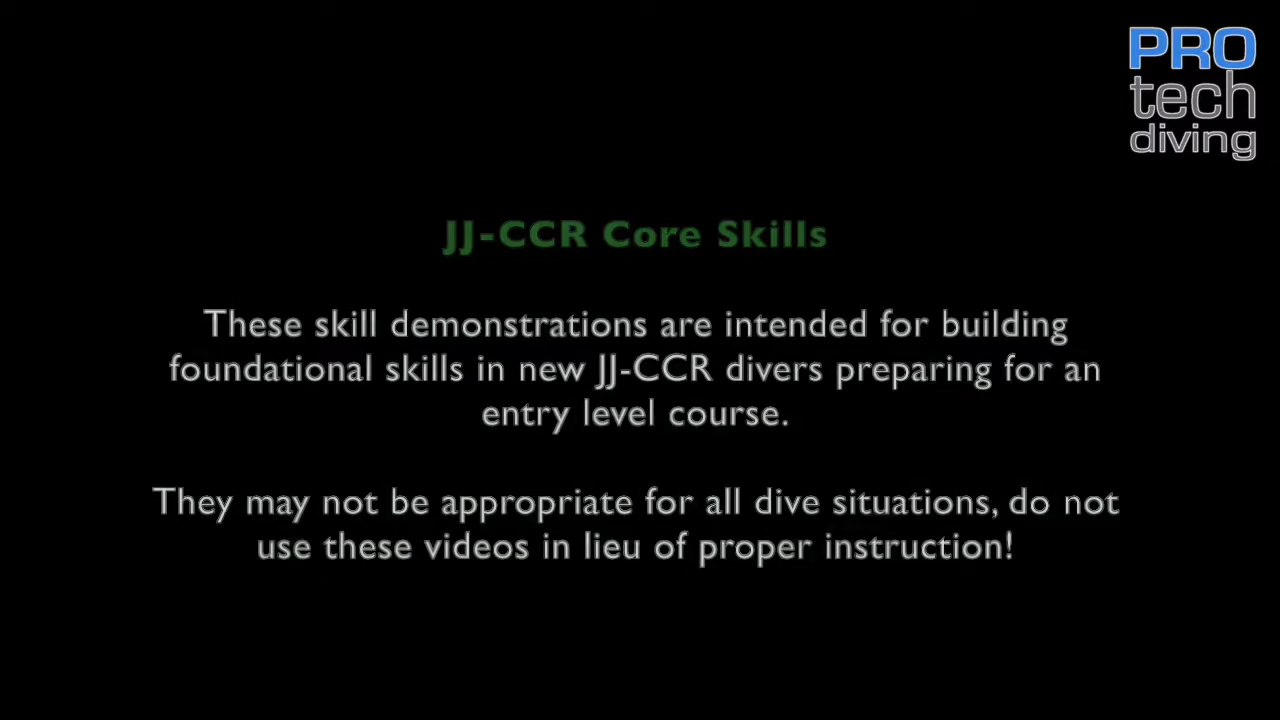 PRO
tech
diving
JJ-CCR Core Skills
These skill demonstrations are intended for building
foundational skills in new JJ-CCR divers preparing for an
entry level course.
They may not be appropriate for all dive situations, do not
use these videos in lieu of proper instruction!